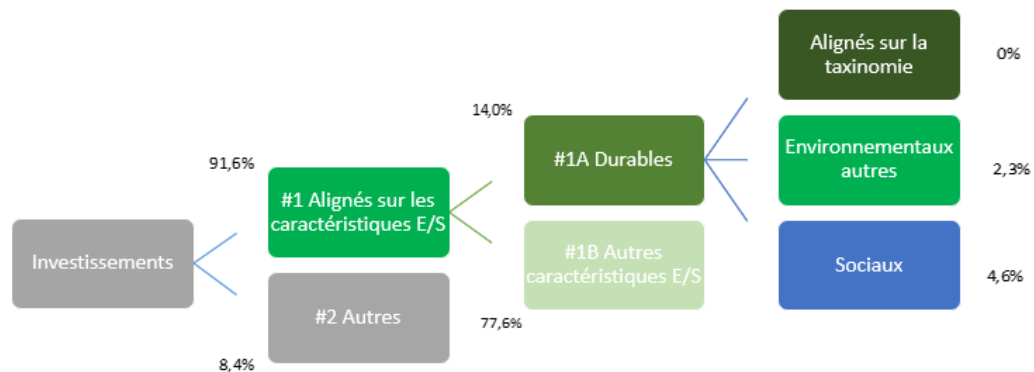 Alignés sur la
taxinomie
0%
14,0%
#1A Durables
Environnementaux
autres
2,3%
91,6%
#1 Alignés sur les
caractéristiques E/S
Investissements
#1B Autres
caractéristiques E/S
Sociaux
4,6%
#2 Autres
77,6%
8,4%